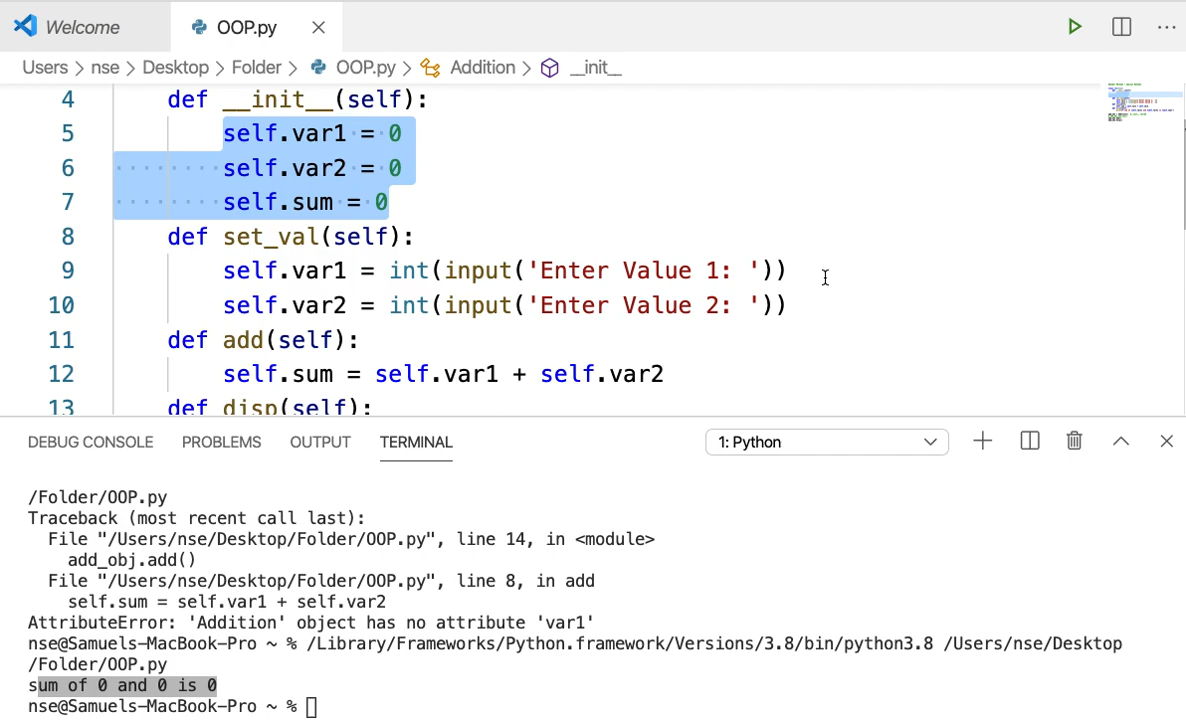 Welcome OOP.py
Users > nse > Desktop > Folder > OOP.py > Addition > __init__
4 def __init__(self):
5 self.var1 = 0
6 self.var2 = 0
7 self.sum = 0
8 def set_val(self):
9 self.var1 = int(input('Enter Value 1: '))
10 self.var2 = int(input('Enter Value 2: '))
11 def add(self):
12 self.sum = self.var1 + self.var2
13 def disp(self):
DEBUG CONSOLE PROBLEMS OUTPUT TERMINAL 1: Python
/Folder/OOP.py
Traceback (most recent call last):
File "/Users/nse/Desktop/Folder/OOP.py", line 14, in <module>
add_obj.add()
File "/Users/nse/Desktop/Folder/OOP.py", line 8, in add
self.sum = self.var1 + self.var2
AttributeError: 'Addition' object has no attribute 'var1'
nse@Samuels-MacBook-Pro ~ % /Library/Frameworks/Python.framework/Versions/3.8/bin/python3.8 /Users/nse/Desktop
/Folder/OOP.py
sum of 0 and 0 is 0
nse@Samuels-MacBook-Pro ~ %